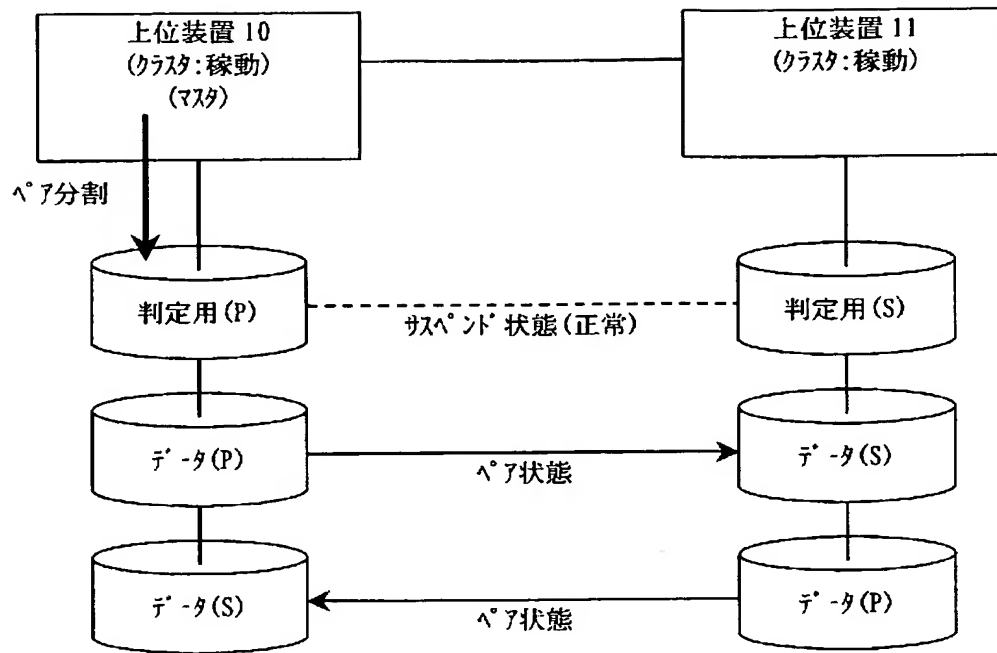 上位装置 10
(ｸﾗｽﾀ:稼動)
(ﾏｽﾀ)
上位装置 11
(ｸﾗｽﾀ:稼動)
ﾍﾟｱ分割
判定用(P)
ｻｽﾍﾟﾝﾄﾞ状態(正常)
判定用(S)
ﾃﾞｰﾀ(P)
ﾍﾟｱ状態
ﾃﾞｰﾀ(S)
ﾃﾞｰﾀ(S)
ﾍﾟｱ状態
ﾃﾞｰﾀ(P)